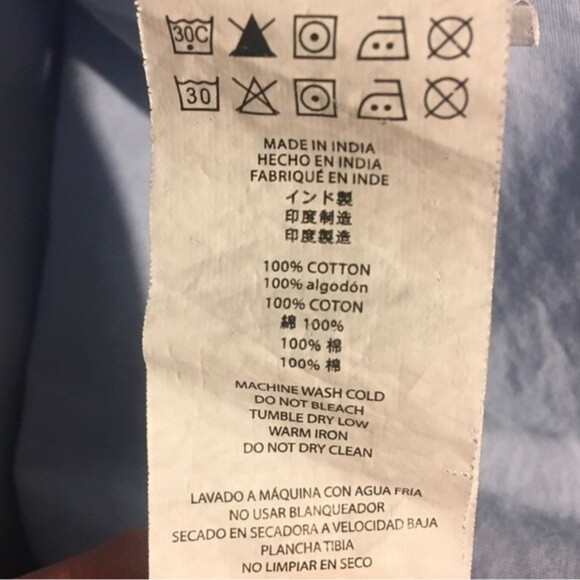 30C
30
MADE IN INDIA
HECHO EN INDIA
FABRIQUÉ EN INDE
インド製
印度制造
印度製造
100% COTTON
100% algodón
100% COTON
綿 100%
100% 棉
100% 棉
MACHINE WASH COLD
DO NOT BLEACH
TUMBLE DRY LOW
WARM IRON
DO NOT DRY CLEAN
LAVADO A MÁQUINA CON AGUA FRIA
NO USAR BLANQUEADOR
SECADO EN SECADORA A VELOCIDAD BAJA
PLANCHA TIBIA
NO LIMPIAR EN SECO